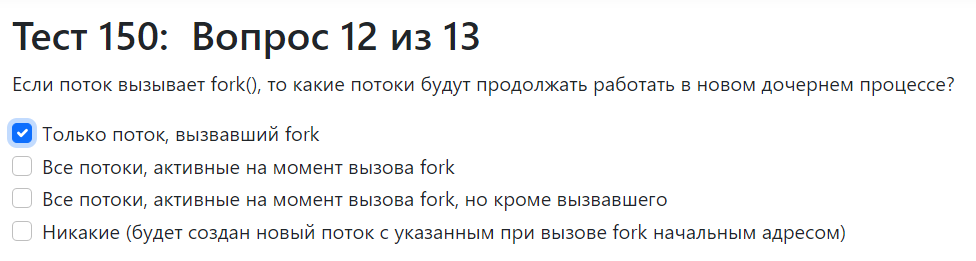 Тест 150: Вопрос 12 из 13
Если поток вызывает fork(), то какие потоки будут продолжать работать в новом дочернем процессе?
Только поток, вызвавший fork
Все потоки, активные на момент вызова fork
Все потоки, активные на момент вызова fork, но кроме вызвавшего
Никакие (будет создан новый поток с указанным при вызове fork начальным адресом)